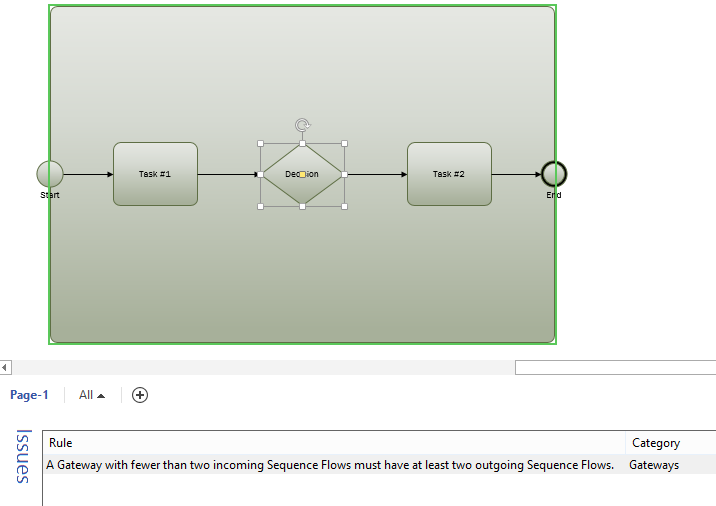 Task #1
Decision
Task #2
Start
End
Page-1
All
Issues
Rule
Category
A Gateway with fewer than two incoming Sequence Flows must have at least two outgoing Sequence Flows.
Gateways